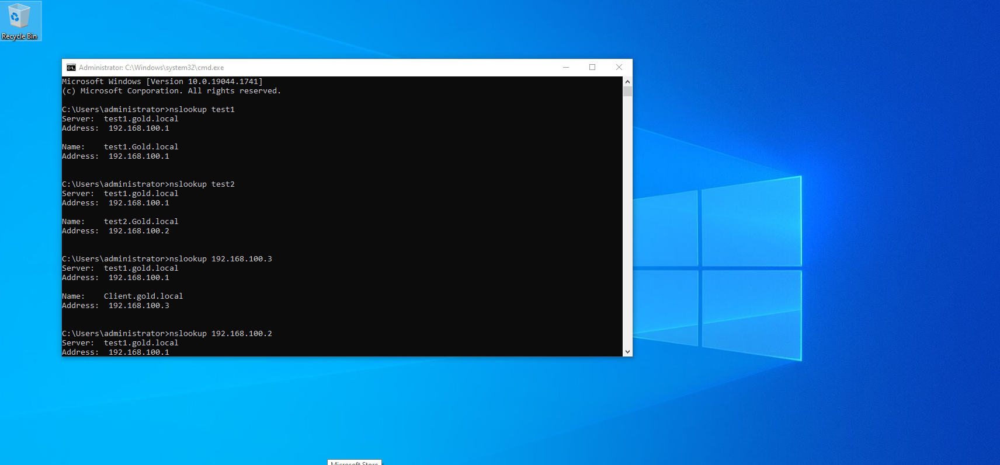 Recycle Bin
Administrator: C:\Windows\system32\cmd.exe
Microsoft Windows [Version 10.0.19044.1741]
(c) Microsoft Corporation. All rights reserved.
C:\Users\administrator>nslookup test1
Server:  test1.gold.local
Address:  192.168.100.1
Name:    test1.Gold.local
Address:  192.168.100.1
C:\Users\administrator>nslookup test2
Server:  test1.gold.local
Address:  192.168.100.1
Name:    test2.Gold.local
Address:  192.168.100.2
C:\Users\administrator>nslookup 192.168.100.3
Server:  test1.gold.local
Address:  192.168.100.1
Name:    Client.gold.local
Address:  192.168.100.3
C:\Users\administrator>nslookup 192.168.100.2
Server:  test1.gold.local
Address:  192.168.100.1
Microsoft Store